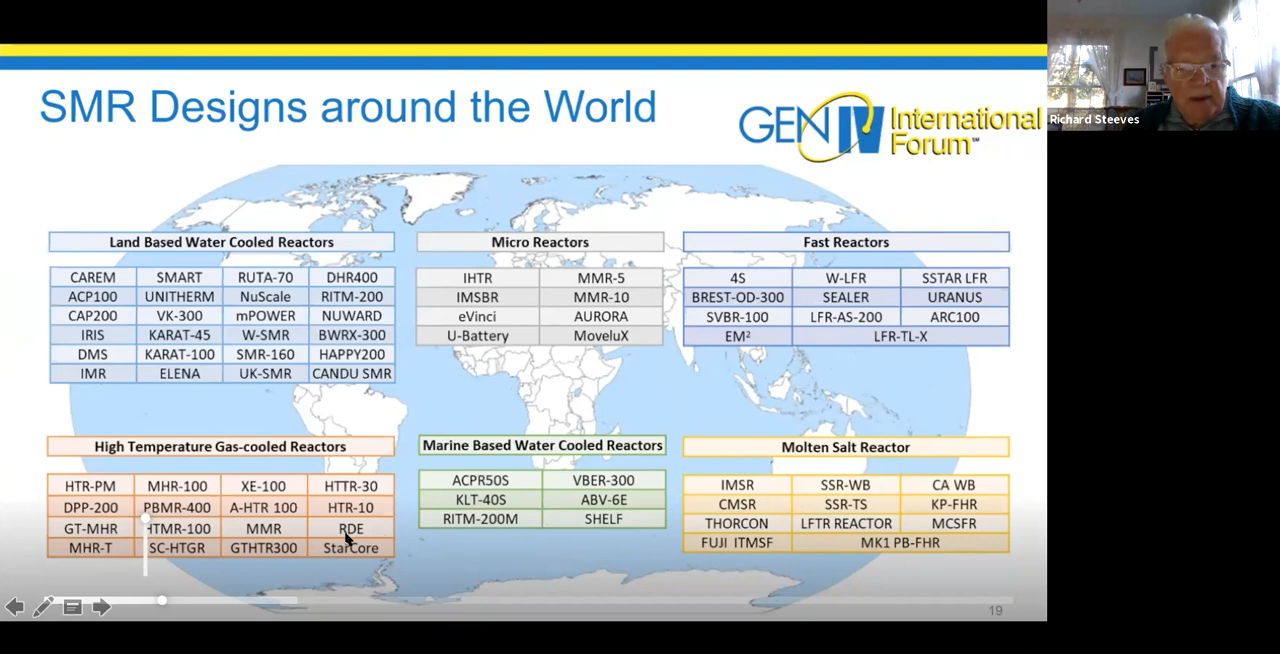 SMR Designs around the World
GEN IV International Forum™
Richard Steeves
Land Based Water Cooled Reactors
CAREM SMART RUTA-70 DHR400
ACP100 UNITHERM NuScale RITM-200
CAP200 VK-300 mPOWER NUWARD
IRIS KARAT-45 W-SMR BWRX-300
DMS KARAT-100 SMR-160 HAPPY200
IMR ELENA UK-SMR CANDU SMR
Micro Reactors
IHTR MMR-5
IMSBR MMR-10
eVinci AURORA
U-Battery MoveluX
Fast Reactors
4S W-LFR SSTAR LFR
BREST-OD-300 SEALER URANUS
SVBR-100 LFR-AS-200 ARC100
EM² LFR-TL-X
High Temperature Gas-cooled Reactors
HTR-PM MHR-100 XE-100 HTTR-30
DPP-200 PBMR-400 A-HTR 100 HTR-10
GT-MHR HTMR-100 MMR RDE
MHR-T SC-HTGR GTHTR300 StarCore
Marine Based Water Cooled Reactors
ACPR50S VBER-300
KLT-40S ABV-6E
RITM-200M SHELF
Molten Salt Reactor
IMSR SSR-WB CA WB
CMSR SSR-TS KP-FHR
THORCON LFTR REACTOR MCSFR
FUJI ITMSF MK1 PB-FHR
19